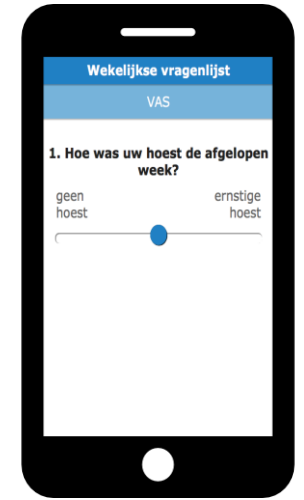 Wekelijkse vragenlijst
VAS
1. Hoe was uw hoest de afgelopen
week?
geen ernstige
hoest hoest